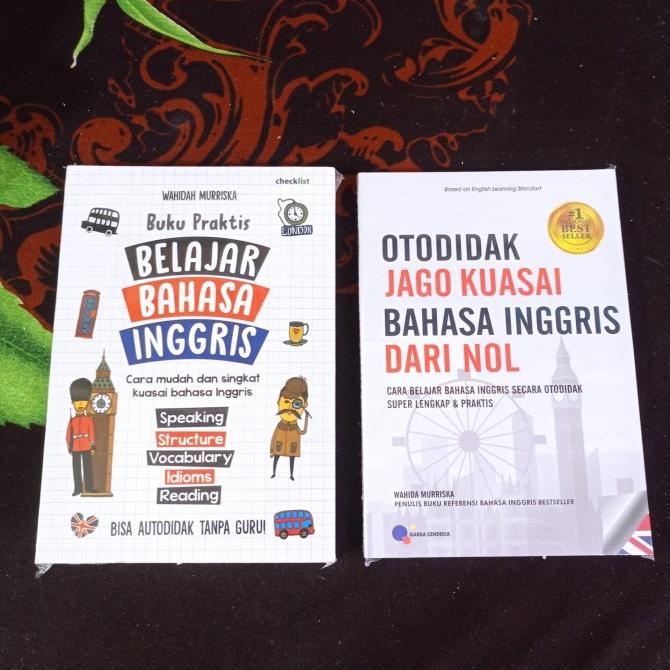 checklist
WAHIDAH MURRISKA
Buku Praktis
LONDON
BELAJAR
BAHASA
INGGRIS
Cara mudah dan singkat
kuasai bahasa Inggris
Speaking
Structure
Vocabulary
Idioms
Reading
BISA AUTODIDAK TANPA GURU!
Based on English Learning Standart
#1
NATIONAL
BEST
SELLER
OTODIDAK
JAGO KUASAI
BAHASA INGGRIS
DARI NOL
CARA BELAJAR BAHASA INGGRIS SECARA OTODIDAK
SUPER LENGKAP & PRAKTIS
WAHIDA MURRISKA
PENULIS BUKU REFERENSI BAHASA INGGRIS BESTSELLER
GARDA CENDEKIA